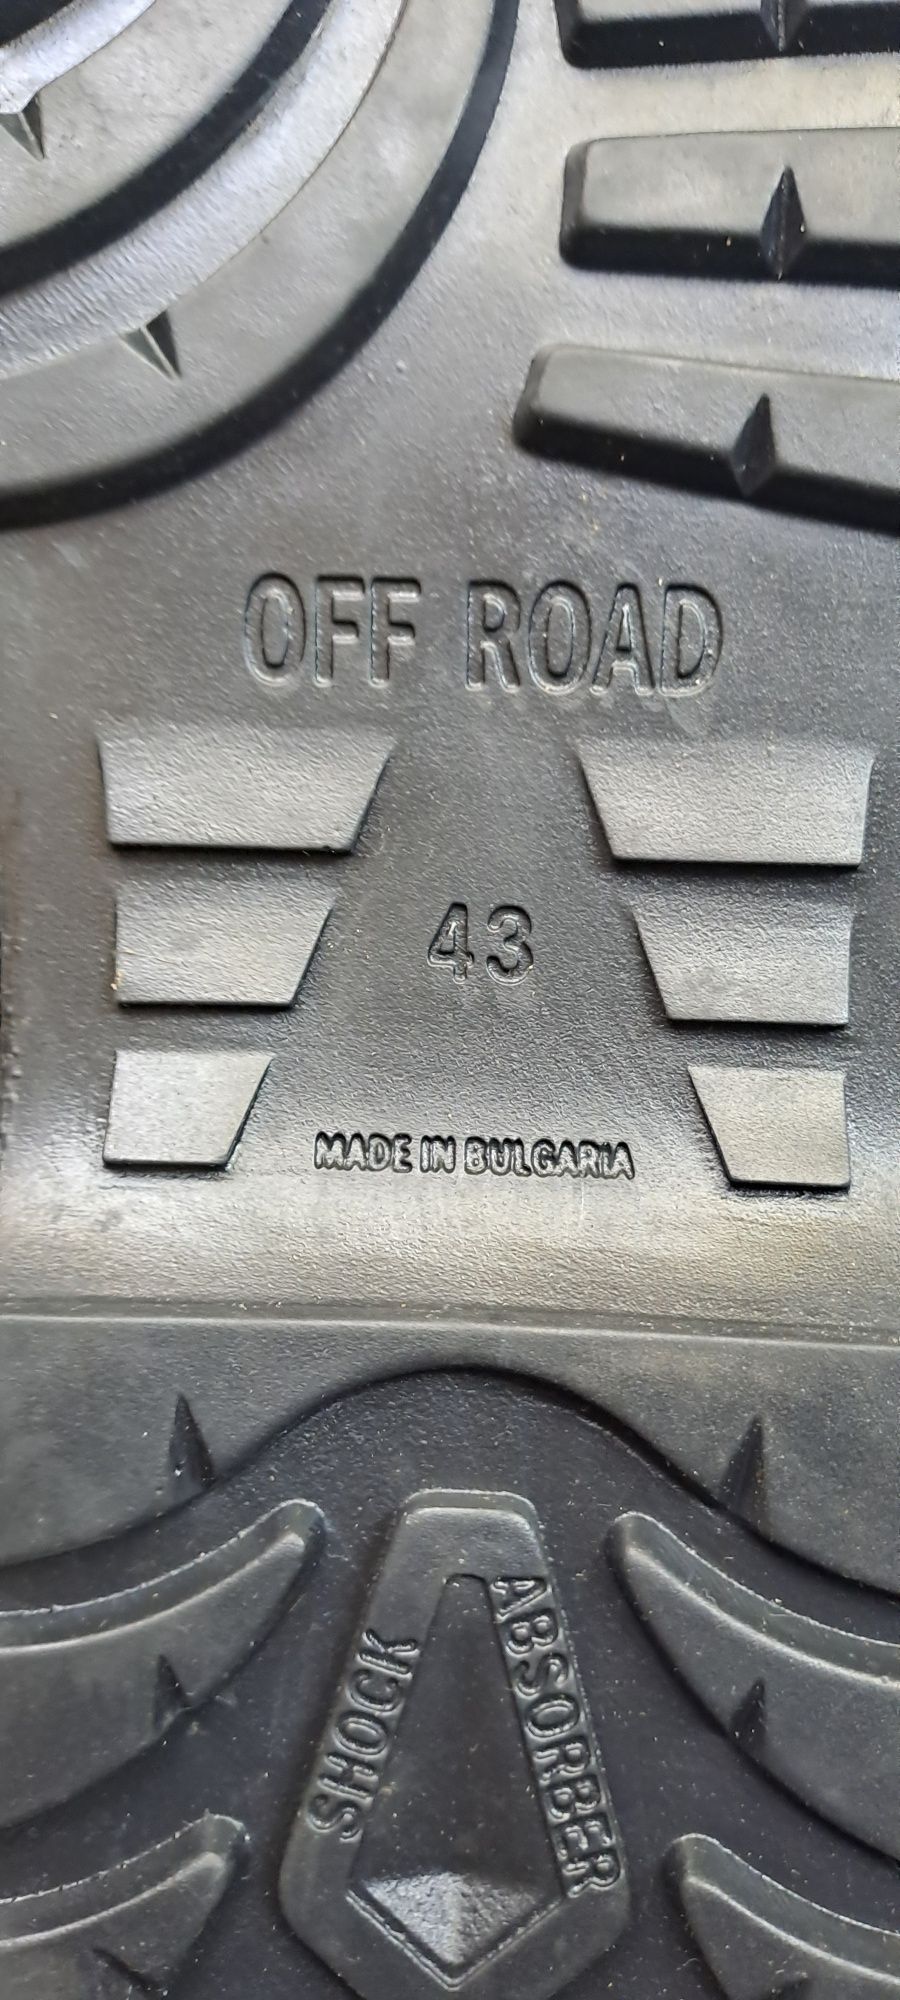 OFF ROAD
43
MADE IN BULGARIA
SHOCK
ABSORBER